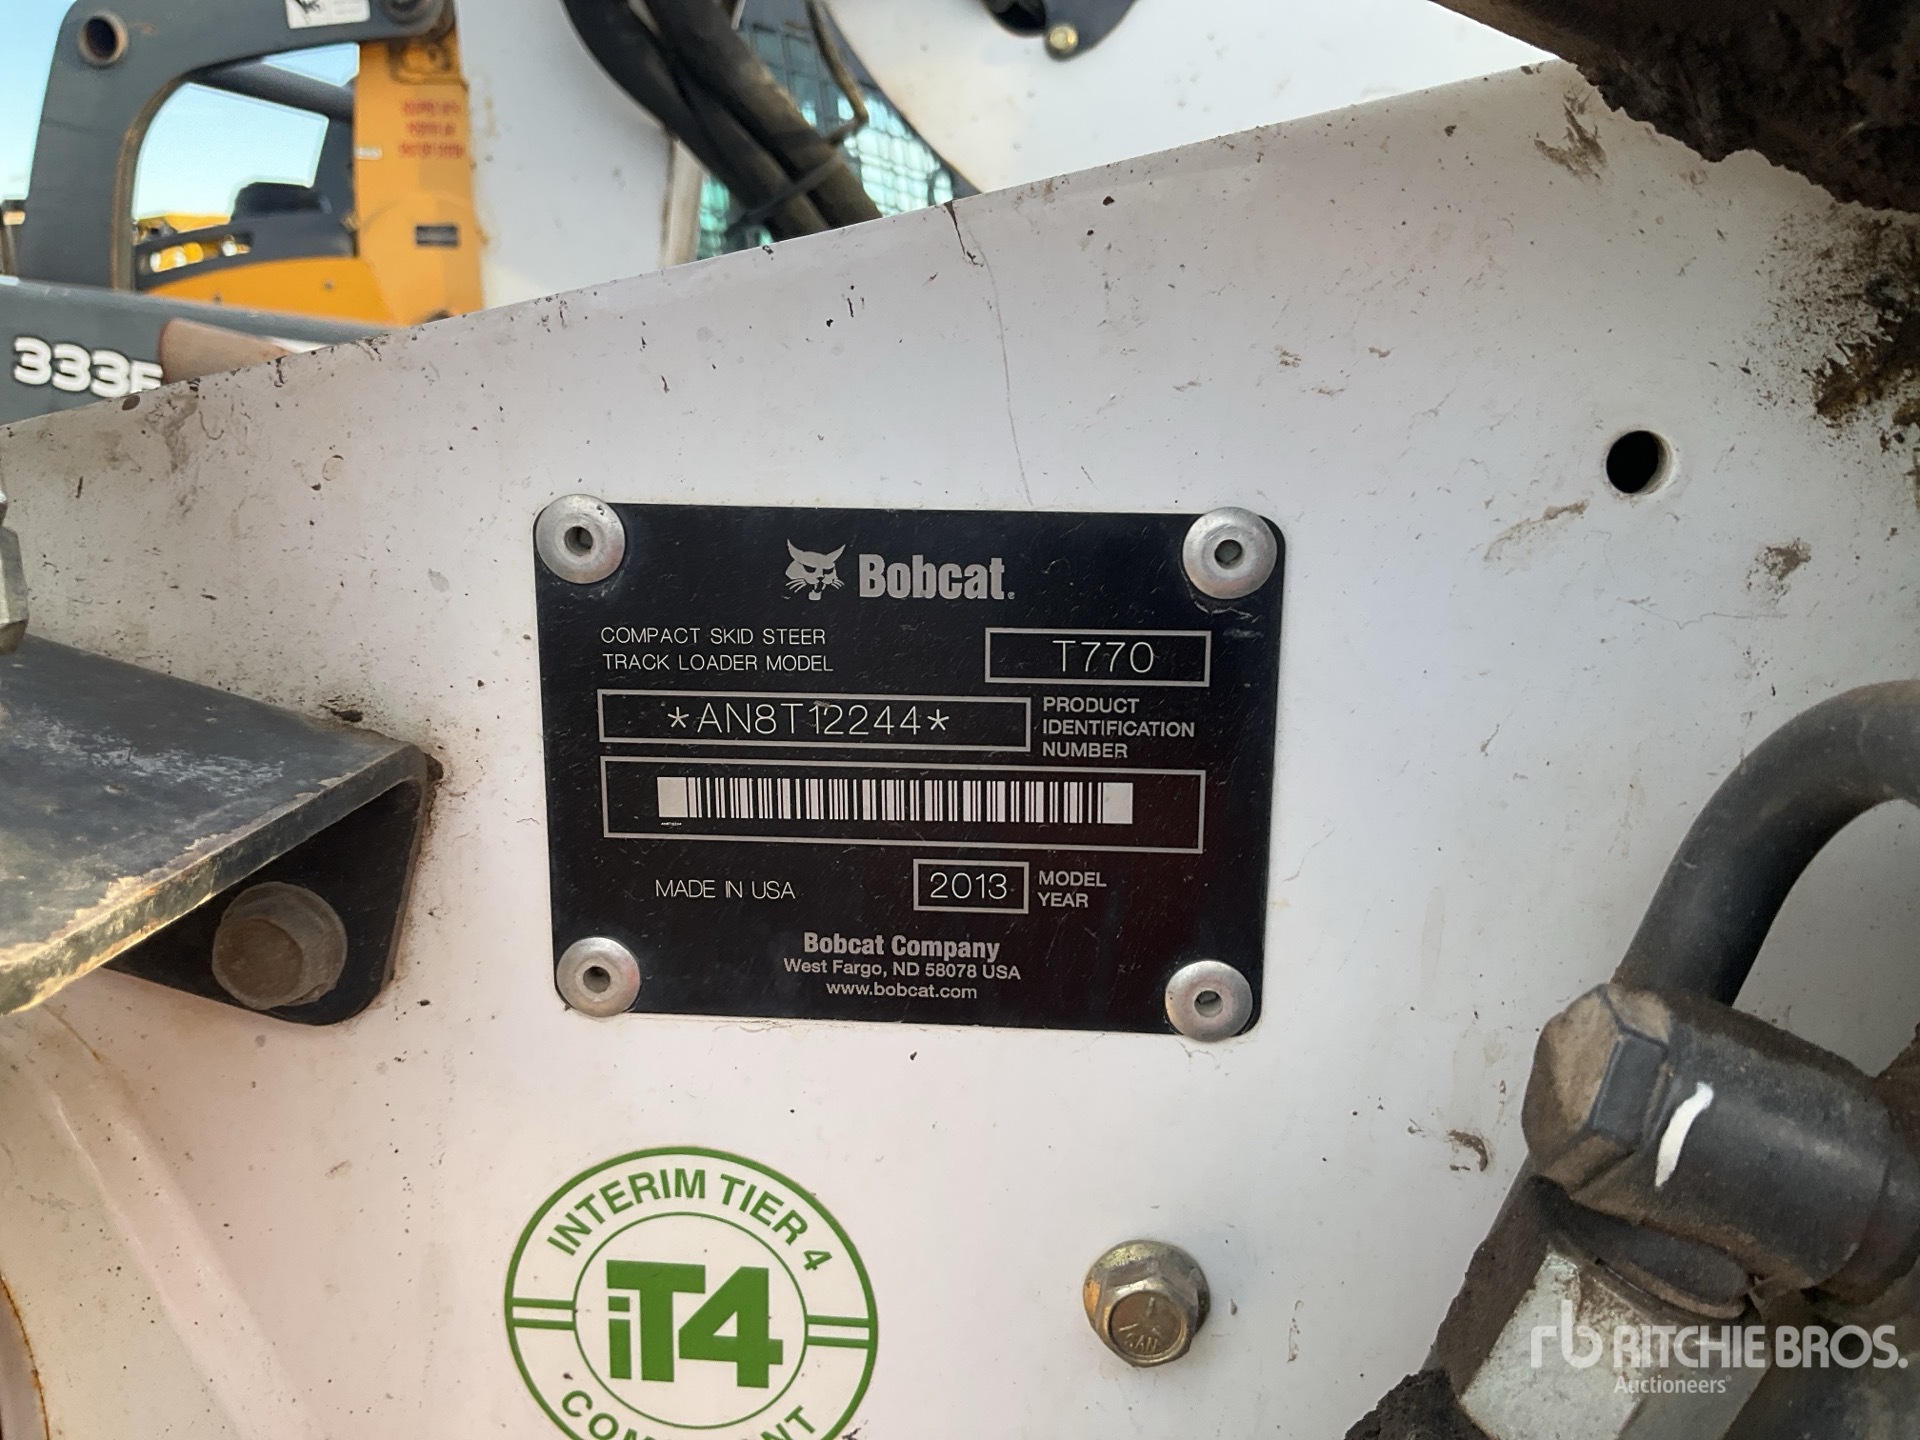 333E
Bobcat.
COMPACT SKID STEER
TRACK LOADER MODEL
T770
*AN8T12244*
PRODUCT
IDENTIFICATION
NUMBER
MADE IN USA
2013
MODEL
YEAR
Bobcat Company
West Fargo, ND 58078 USA
www.bobcat.com
INTERIM TIER 4
iT4
rb RITCHIE BROS.
Auctioneers